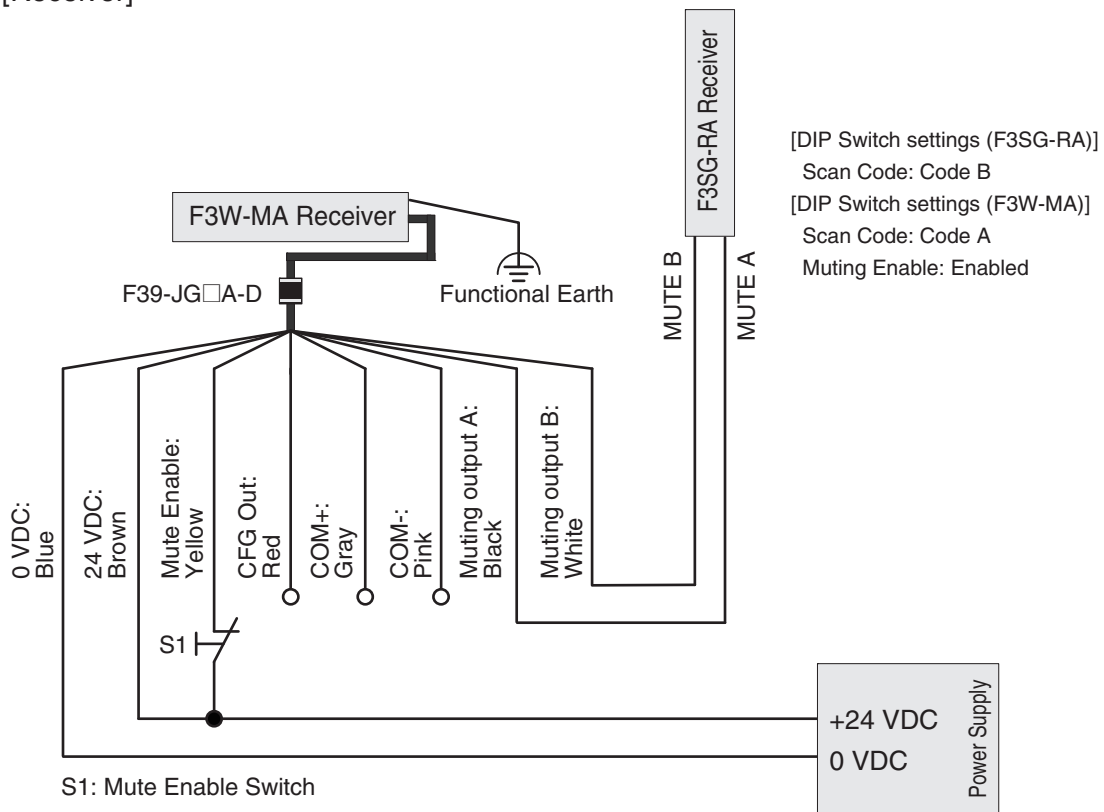 [Receiver]
F3SG-RA Receiver
[DIP Switch settings (F3SG-RA)]
Scan Code: Code B
[DIP Switch settings (F3W-MA)]
Scan Code: Code A
Muting Enable: Enabled
F3W-MA Receiver
F39-JG□A-D
Functional Earth
MUTE B
MUTE A
0 VDC:
Blue
24 VDC:
Brown
Mute Enable:
Yellow
CFG Out:
Red
COM+:
Gray
COM-:
Pink
Muting output A:
Black
Muting output B:
White
S1
+24 VDC
0 VDC
Power Supply
S1: Mute Enable Switch